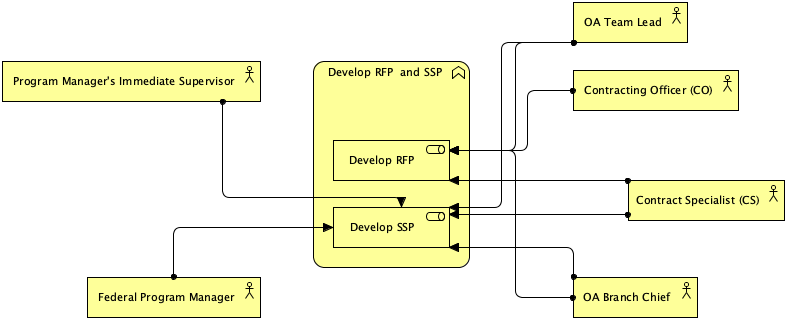 OA Team Lead
Program Manager's Immediate Supervisor
Develop RFP and SSP
Contracting Officer (CO)
Develop RFP
Contract Specialist (CS)
Develop SSP
Federal Program Manager
OA Branch Chief